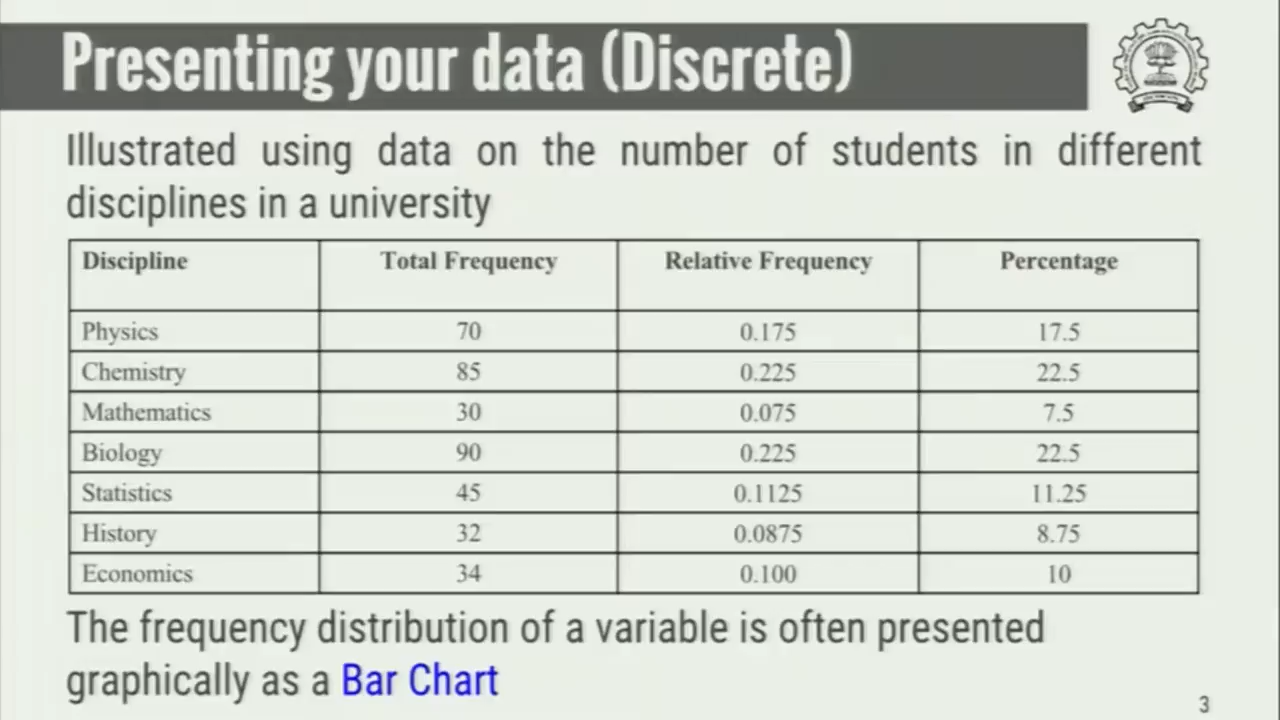 Presenting your data (Discrete)
Illustrated using data on the number of students in different
disciplines in a university
Discipline Total Frequency Relative Frequency Percentage
Physics 70 0.175 17.5
Chemistry 85 0.225 22.5
Mathematics 30 0.075 7.5
Biology 90 0.225 22.5
Statistics 45 0.1125 11.25
History 32 0.0875 8.75
Economics 34 0.100 10
The frequency distribution of a variable is often presented
graphically as a Bar Chart
3